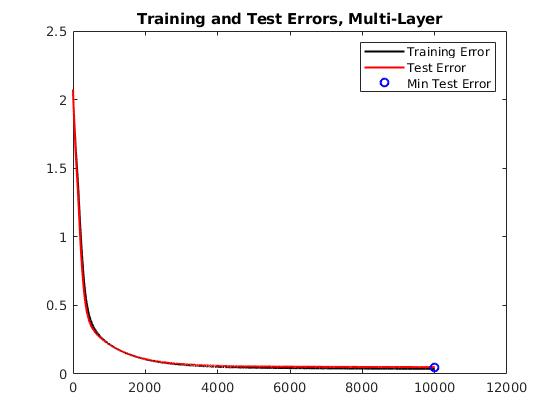 Training and Test Errors, Multi-Layer
2.5
Training Error
Test Error
Min Test Error
2
1.5
1
0.5
0
0 2000 4000 6000 8000 10000 12000